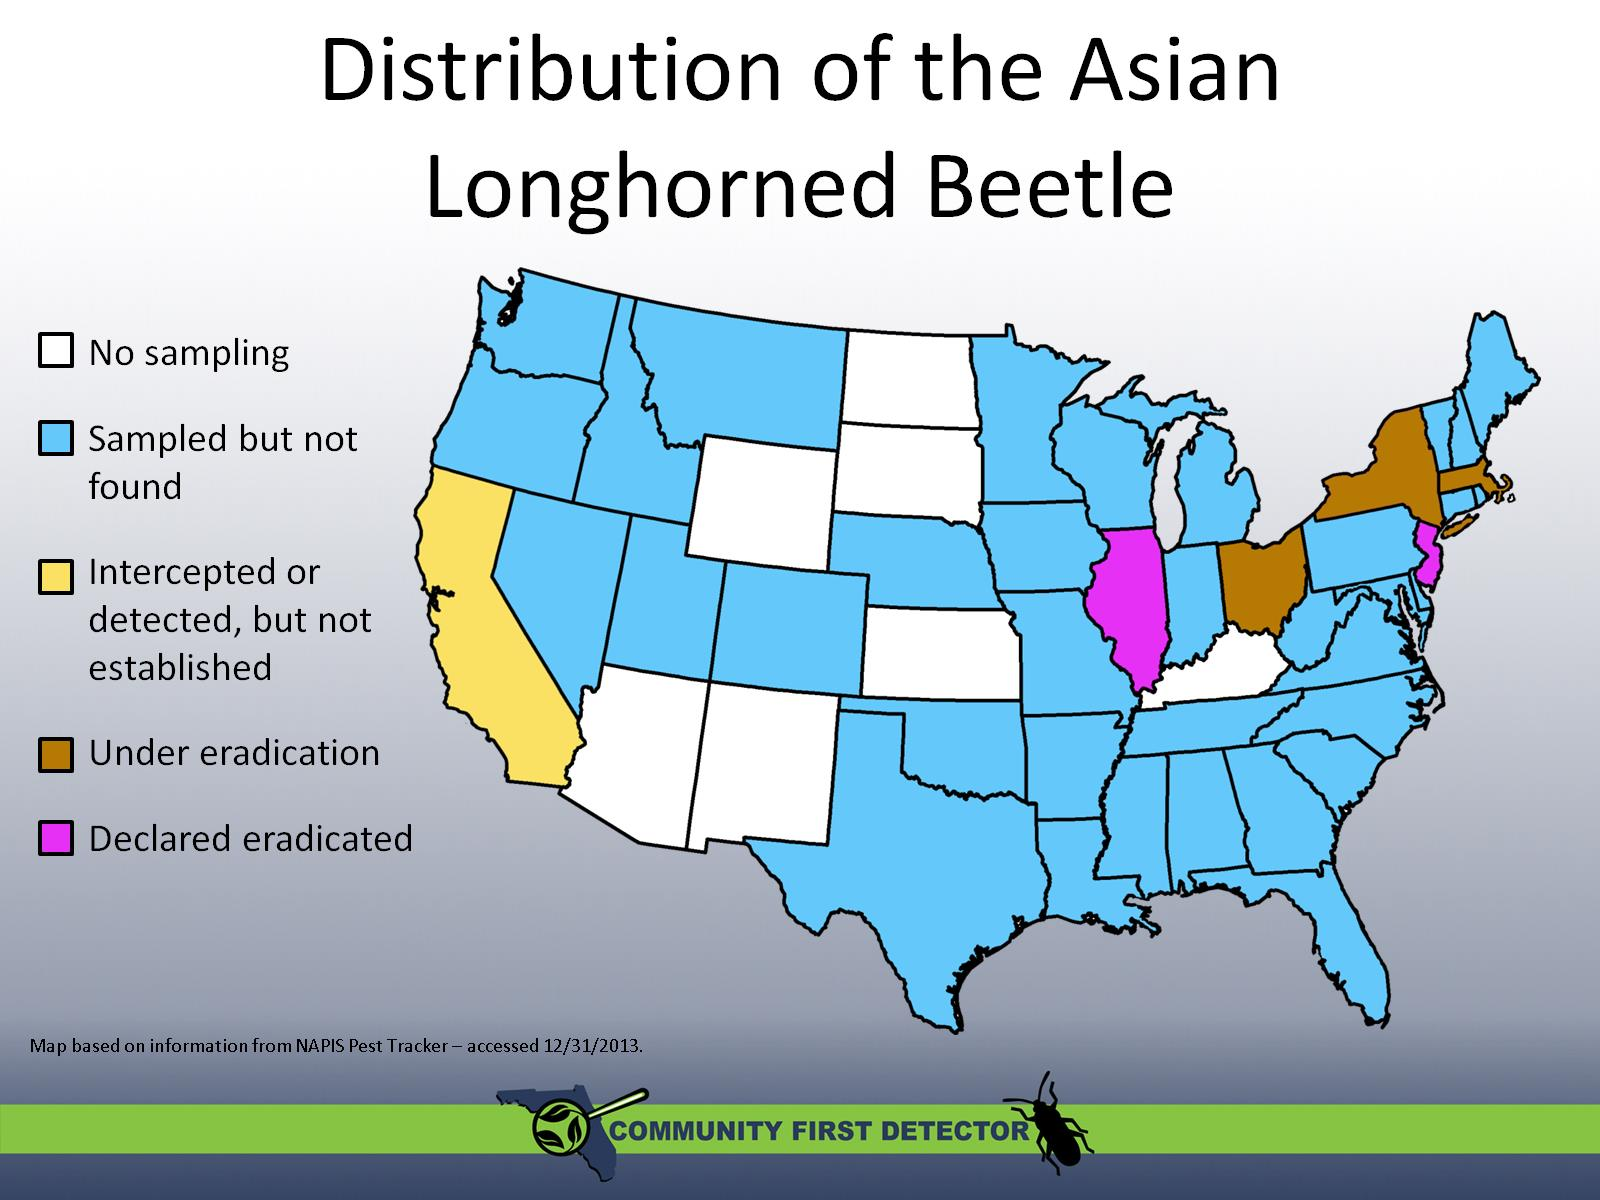 Distribution of the Asian
Longhorned Beetle
No sampling
Sampled but not
found
Intercepted or
detected, but not
established
Under eradication
Declared eradicated
Map based on information from NAPIS Pest Tracker – accessed 12/31/2013.
COMMUNITY FIRST DETECTOR